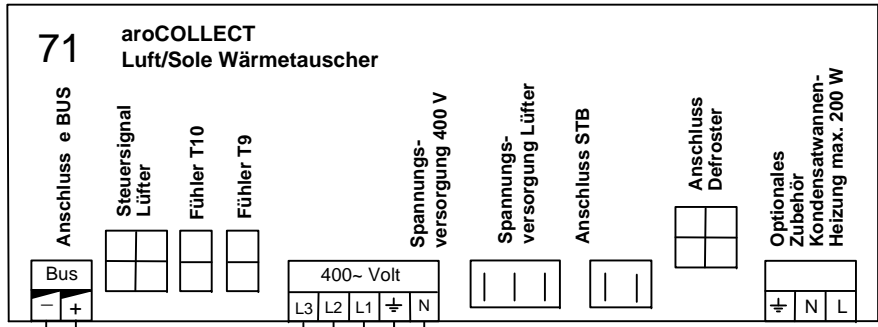 71
aroCOLLECT
Luft/Sole Wärmetauscher
Anschluss e BUS
Steuersignal
Lüfter
Fühler T10
Fühler T9
Spannungs-
versorgung 400 V
Spannungs-
versorgung Lüfter
Anschluss STB
Anschluss
Defroster
Optionales
Zubehör
Kondensatwannen-
Heizung max. 200 W
Bus
− +
400~ Volt
L3 L2 L1 ⏚ N
⏚ N L